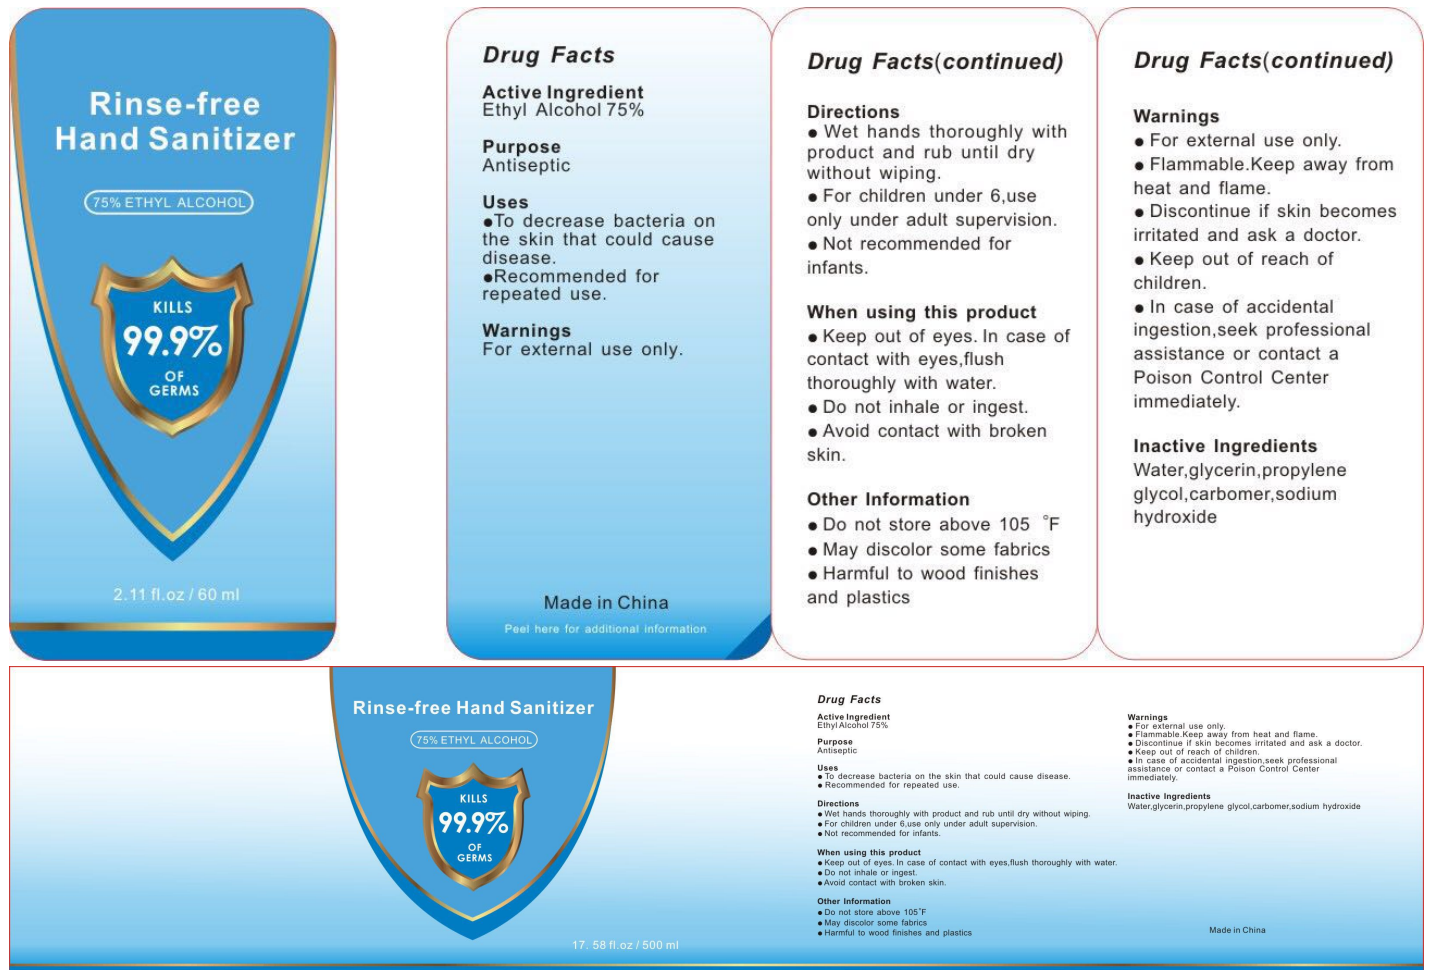 Rinse-free
Hand Sanitizer
75% ETHYL ALCOHOL
KILLS
99.9%
OF
GERMS
2.11 fl.oz / 60 ml
Drug Facts
Active Ingredient
Ethyl Alcohol 75%
Purpose
Antiseptic
Uses
●To decrease bacteria on
the skin that could cause
disease.
●Recommended for
repeated use.
Warnings
For external use only.
Made in China
Peel here for additional information
Drug Facts(continued)
Directions
● Wet hands thoroughly with
product and rub until dry
without wiping.
● For children under 6,use
only under adult supervision.
● Not recommended for
infants.
When using this product
● Keep out of eyes. In case of
contact with eyes,flush
thoroughly with water.
● Do not inhale or ingest.
● Avoid contact with broken
skin.
Other Information
● Do not store above 105 °F
● May discolor some fabrics
● Harmful to wood finishes
and plastics
Drug Facts(continued)
Warnings
● For external use only.
● Flammable.Keep away from
heat and flame.
● Discontinue if skin becomes
irritated and ask a doctor.
● Keep out of reach of
children.
● In case of accidental
ingestion,seek professional
assistance or contact a
Poison Control Center
immediately.
Inactive Ingredients
Water,glycerin,propylene
glycol,carbomer,sodium
hydroxide
Rinse-free Hand Sanitizer
75% ETHYL ALCOHOL
KILLS
99.9%
OF
GERMS
17. 58 fl.oz / 500 ml
Drug Facts
Active Ingredient
Ethyl Alcohol 75%
Purpose
Antiseptic
Uses
● To decrease bacteria on the skin that could cause disease.
● Recommended for repeated use.
Directions
● Wet hands thoroughly with product and rub until dry without wiping.
● For children under 6,use only under adult supervision.
● Not recommended for infants.
When using this product
● Keep out of eyes. In case of contact with eyes,flush thoroughly with water.
● Do not inhale or ingest.
● Avoid contact with broken skin.
Other Information
● Do not store above 105°F
● May discolor some fabrics
● Harmful to wood finishes and plastics
Warnings
● For external use only.
● Flammable.Keep away from heat and flame.
● Discontinue if skin becomes irritated and ask a doctor.
● Keep out of reach of children.
● In case of accidental ingestion,seek professional
assistance or contact a Poison Control Center
immediately.
Inactive Ingredients
Water,glycerin,propylene glycol,carbomer,sodium hydroxide
Made in China